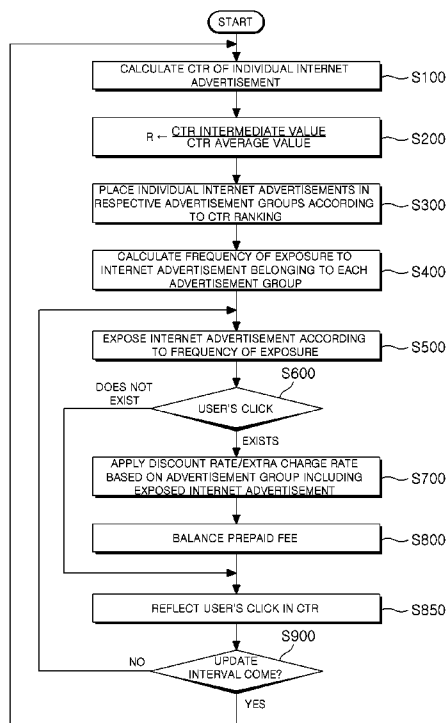 START
CALCULATE CTR OF INDIVIDUAL INTERNET
ADVERTISEMENT
S100
R ← CTR INTERMEDIATE VALUE
CTR AVERAGE VALUE
S200
PLACE INDIVIDUAL INTERNET ADVERTISEMENTS IN
RESPECTIVE ADVERTISEMENT GROUPS ACCORDING
TO CTR RANKING
S300
CALCULATE FREQUENCY OF EXPOSURE TO
INTERNET ADVERTISEMENT BELONGING TO EACH
ADVERTISEMENT GROUP
S400
EXPOSE INTERNET ADVERTISEMENT ACCORDING
TO FREQUENCY OF EXPOSURE
S500
S600
DOES NOT
EXIST
USER'S CLICK
EXISTS
APPLY DISCOUNT RATE/EXTRA CHARGE RATE
BASED ON ADVERTISEMENT GROUP INCLUDING
EXPOSED INTERNET ADVERTISEMENT
S700
BALANCE PREPAID FEE
S800
REFLECT USER'S CLICK IN CTR
S850
S900
NO
UPDATE
INTERVAL COME?
YES